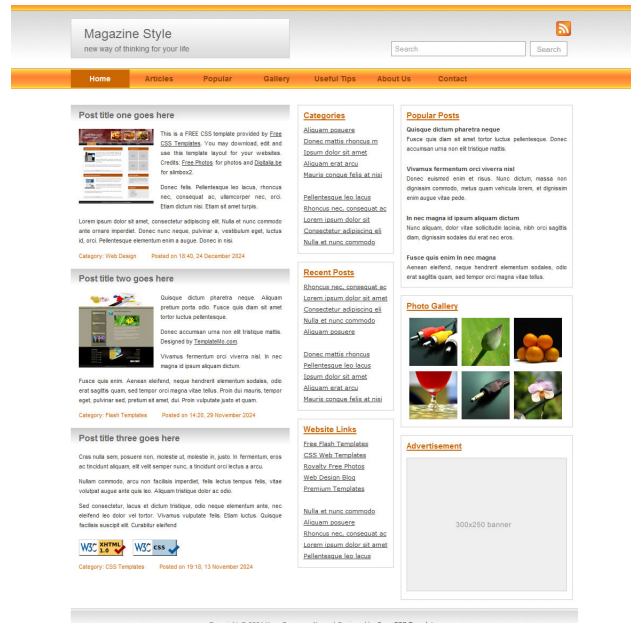 Magazine Style
new way of thinking for your life
Search
Search
Home Articles Popular Gallery Useful Tips About Us Contact
Post title one goes here
This is a FREE CSS template provided by Free
CSS Templates. You may download, edit and
use this template layout for your websites.
Credits: Free Photos for photos and Digitalia.be
for slimbox2.
Donec felis. Pellentesque leo lacus, rhoncus
nec, consequat ac, ullamcorper nec, orci.
Etiam dictum nisi. Etiam sit amet turpis.
Lorem ipsum dolor sit amet, consectetur adipiscing elit. Nulla et nunc commodo
ante ornare imperdiet. Donec nunc neque, pulvinar a, vestibulum eget, luctus
id, orci. Pellentesque elementum enim a augue. Donec in nisi.
Category: Web Design Posted on 18:40, 24 December 2024
Post title two goes here
Quisque dictum pharetra neque. Aliquam
pretium porta odio. Fusce quis diam sit amet
tortor luctus pellentesque.
Donec accumsan urna non elit tristique mattis.
Designed by TemplateMo.com.
Vivamus fermentum orci viverra nisl. In nec
magna id ipsum aliquam dictum.
Fusce quis enim. Aenean eleifend, neque hendrerit elementum sodales, odio
erat sagittis quam, sed tempor orci magna vitae tellus. Proin dui mauris, tempor
eget, pulvinar sed, pretium sit amet, dui. Proin vulputate justo et quam.
Category: Flash Templates Posted on 14:20, 29 November 2024
Post title three goes here
Cras nulla sem, posuere non, molestie ut, molestie in, justo. In fermentum, eros
ac tincidunt aliquam, elit velit semper nunc, a tincidunt orci lectus a arcu.
Nullam commodo, arcu non facilisis imperdiet, felis lectus tempus felis, vitae
volutpat augue ante quis leo. Aliquam tristique dolor ac odio.
Sed consectetur, lacus et dictum tristique, odio neque elementum ante, nec
eleifend leo dolor vel tortor. Vivamus vulputate felis. Etiam luctus. Quisque
facilisis suscipit elit. Curabitur eleifend
W3C XHTML 1.0 W3C CSS
Category: CSS Templates Posted on 19:18, 13 November 2024
Categories
Aliquam posuere
Donec mattis rhoncus m
Ipsum dolor sit amet
Aliquam erat arcu
Mauris congue felis at nisi
Pellentesque leo lacus
Rhoncus nec, consequat ac
Lorem ipsum dolor sit
Consectetur adipiscing eli
Nulla et nunc commodo
Recent Posts
Rhoncus nec, consequat ac
Lorem ipsum dolor sit amet
Consectetur adipiscing eli
Nulla et nunc commodo
Aliquam posuere
Donec mattis rhoncus
Pellentesque leo lacus
Ipsum dolor sit amet
Aliquam erat arcu
Mauris congue felis at nisi
Website Links
Free Flash Templates
CSS Web Templates
Royalty Free Photos
Web Design Blog
Premium Templates
Nulla et nunc commodo
Aliquam posuere
Rhoncus nec, consequat ac
Lorem ipsum dolor sit amet
Pellentesque leo lacus
Popular Posts
Quisque dictum pharetra neque
Fusce quis diam sit amet tortor luctus pellentesque. Donec
accumsan urna non elit tristique mattis.
Vivamus fermentum orci viverra nisl
Donec euismod enim et risus. Nunc dictum, massa non
dignissim commodo, metus quam vehicula lorem, et dignissim
enim augue vitae pede.
In nec magna id ipsum aliquam dictum
Nunc aliquam, dolor vitae sollicitudin lacinia, nibh orci sagittis
diam, dignissim sodales dui erat nec eros.
Fusce quis enim In nec magna
Aenean eleifend, neque hendrerit elementum sodales, odio
erat sagittis quam, sed tempor orci magna vitae tellus.
Photo Gallery
Advertisement
300x250 banner